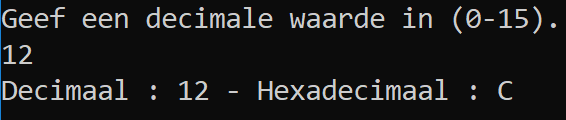 Geef een decimale waarde in (0-15).
12
Decimaal : 12 - Hexadecimaal : C